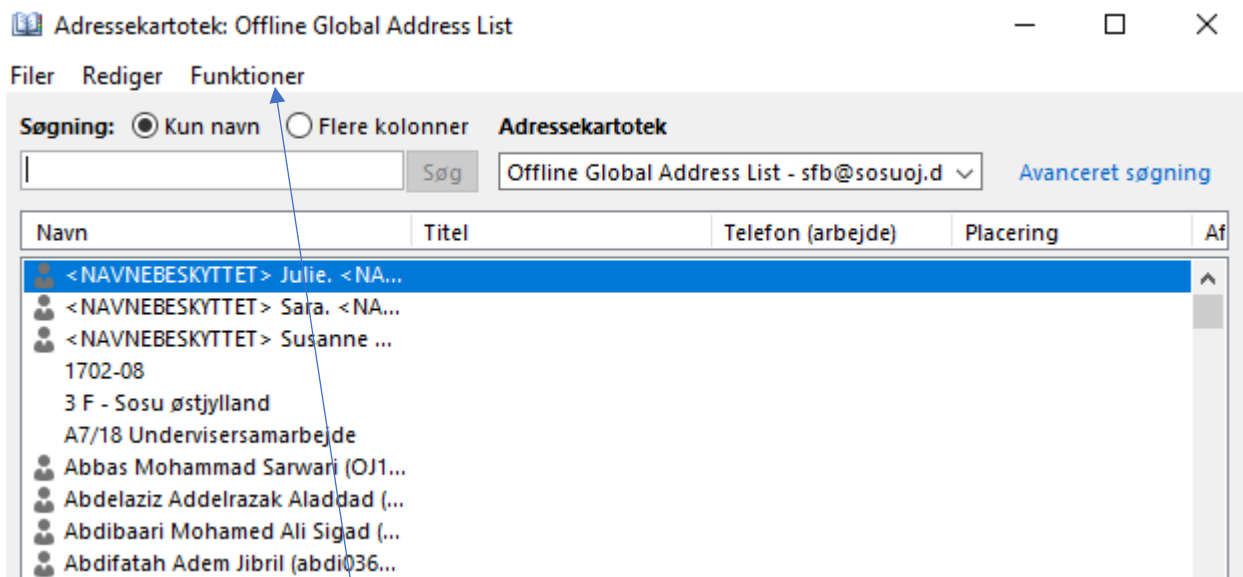 Adressekartotek: Offline Global Address List
Filer Rediger Funktioner
Søgning: Kun navn Flere kolonner Adressekartotek
Søg Offline Global Address List - sfb@sosuoj.d Avanceret søgning
Navn Titel Telefon (arbejde) Placering Af
<NAVNEBESKYTTET> Julie. <NA...
<NAVNEBESKYTTET> Sara. <NA...
<NAVNEBESKYTTET> Susanne ...
1702-08
3 F - Sosu østjylland
A7/18 Undervisersamarbejde
Abbas Mohammad Sarwari (OJ1...
Abdelaziz Addelrazak Aladdad (...
Abdibaari Mohamed Ali Sigad (...
Abdifatah Adem Jibril (abdi036...